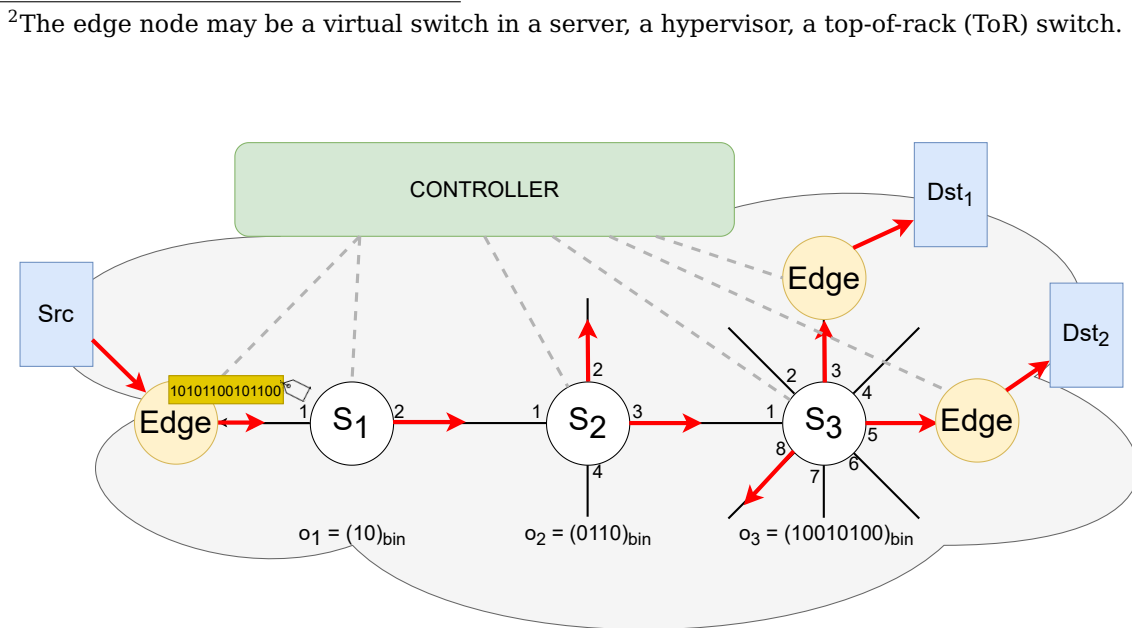 ²The edge node may be a virtual switch in a server, a hypervisor, a top-of-rack (ToR) switch.
CONTROLLER
Dst₁
Edge
Src
Dst₂
10101100101100
Edge
1
S₁
2
1
2
S₂
3
4
1
2
3
4
S₃
5
6
7
8
Edge
o₁ = (10)bin
o₂ = (0110)bin
o₃ = (10010100)bin